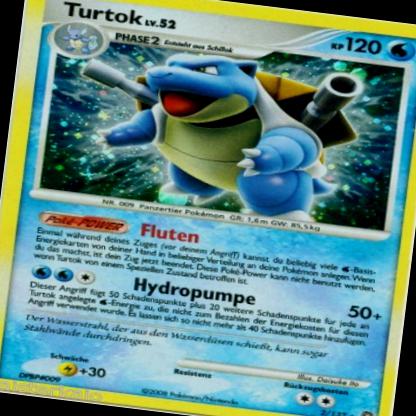 Turtok LV.52
PHASE 2 Entsteht aus Schillok
KP 120
NR. 009 Panzertier Pokémon GR: 1,6m GW: 85,5kg
Poké-POWER Fluten
Einmal während deines Zuges (vor deinem Angriff) kannst du beliebig viele -Basis-
Energiekarten von deiner Hand in beliebiger Verteilung an deine Pokémon anlegen. Wenn
du das machst, ist dein Zug jetzt beendet. Diese Poké-Power kann nicht benutzt werden,
wenn Turtok von einem Speziellen Zustand betroffen ist.
Hydropumpe 50+
Dieser Angriff fügt 50 Schadenspunkte plus 20 weitere Schadenspunkte für jede an
Turtok angelegte -Energie zu, die nicht zum Bezahlen der Energiekosten für diesen
Angriff verwendet wurde. Es lassen sich so nicht mehr als 40 Schadenspunkte hinzufügen.
Der Wasserstrahl, der aus den Wasserdüsen schießt, kann sogar
Stahlwände durchdringen.
Schwäche
+30
Resistenz
Rückzugskosten
Illus. Daisuke Ito
©2008 Pokémon/Nintendo